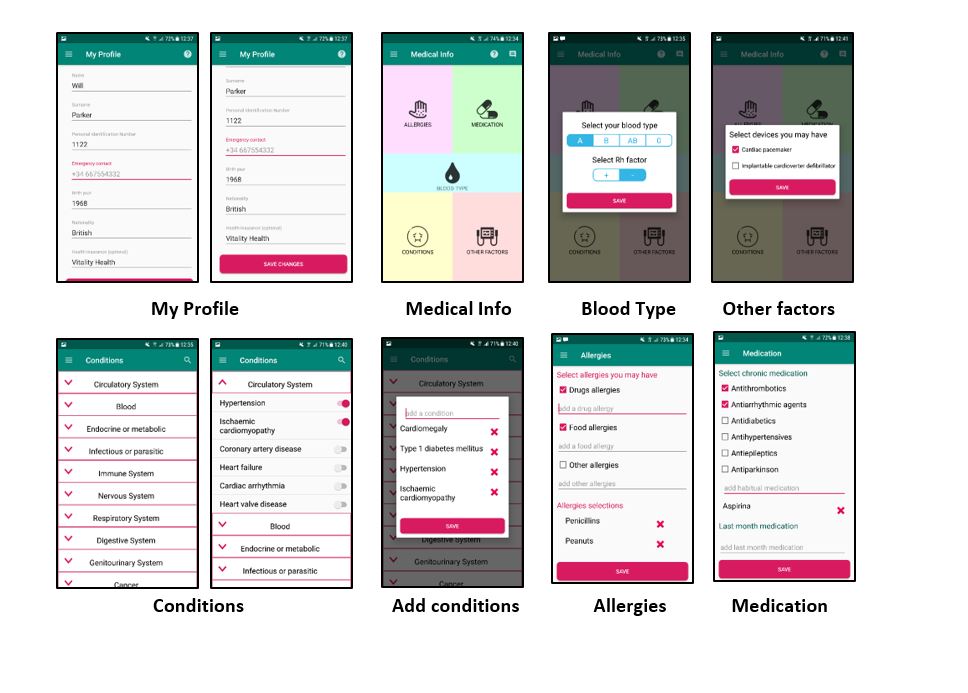 12:37
My Profile
Name
Will
Surname
Parker
Personal Identification Number
1122
Emergency contact
+34 667554332
Birth year
1968
Nationality
British
Health insurance (optional)
Vitality Health
12:37
My Profile
Surname
Parker
Personal Identification Number
1122
Emergency contact
+34 667554332
Birth year
1968
Nationality
British
Health insurance (optional)
Vitality Health
SAVE CHANGES
My Profile
74% 12:34
Medical Info
ALLERGIES
MEDICATION
BLOOD TYPE
CONDITIONS
OTHER FACTORS
Medical Info
73% 12:35
Medical Info
Select your blood type
A B AB 0
Select Rh factor
+ -
SAVE
CONDITIONS
OTHER FACTORS
Blood Type
71% 12:41
Medical Info
ALLERGIES
MEDICATION
Select devices you may have
Cardiac pacemaker
Implantable cardioverter defibrillator
SAVE
CONDITIONS
OTHER FACTORS
Other factors
73% 12:35
Conditions
Circulatory System
Blood
Endocrine or metabolic
Infectious or parasitic
Immune System
Nervous System
Respiratory System
Digestive System
Genitourinary System
Cancer
71% 12:40
Conditions
Circulatory System
Hypertension
Ischaemic
cardiomyopathy
Coronary artery disease
Heart failure
Cardiac arrhythmia
Heart valve disease
Blood
Endocrine or metabolic
Infectious or parasitic
Conditions
71% 12:40
Conditions
Circulatory System
add a condition
Cardiomegaly
Type 1 diabetes mellitus
Hypertension
Ischaemic
cardiomyopathy
SAVE
Digestive System
Genitourinary System
Cancer
Add conditions
73% 12:34
Allergies
Select allergies you may have
Drugs allergies
add a drug allergy
Food allergies
add a food allergy
Other allergies
add other allergies
Allergies selections
Penicillins
Peanuts
SAVE
Allergies
72% 12:38
Medication
Select chronic medication
Antithrombotics
Antiarrhythmic agents
Antidiabetics
Antihypertensives
Antiepileptics
Antiparkinson
add habitual medication
Aspirina
Last month medication
add last month medication
SAVE
Medication